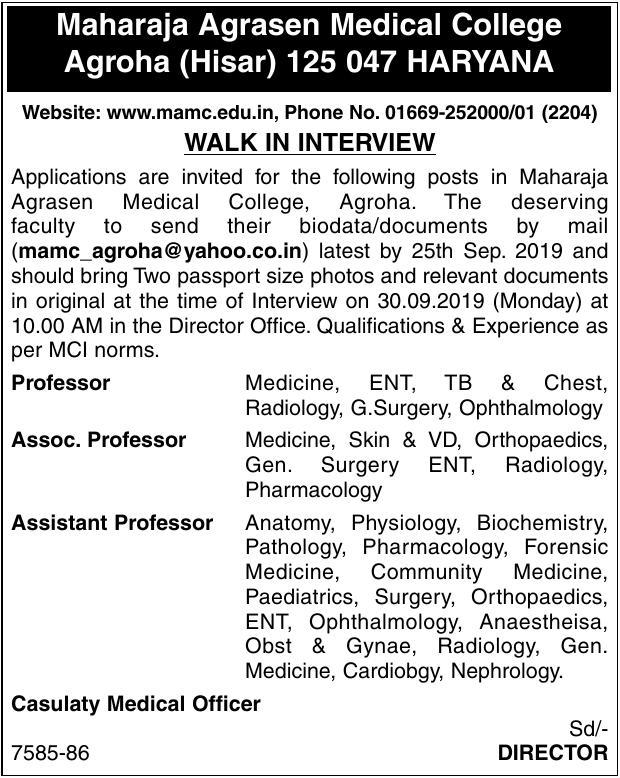 Maharaja Agrasen Medical College
Agroha (Hisar) 125 047 HARYANA
Website: www.mamc.edu.in, Phone No. 01669-252000/01 (2204)
WALK IN INTERVIEW
Applications are invited for the following posts in Maharaja
Agrasen Medical College, Agroha. The deserving
faculty to send their biodata/documents by mail
(mamc_agroha@yahoo.co.in) latest by 25th Sep. 2019 and
should bring Two passport size photos and relevant documents
in original at the time of Interview on 30.09.2019 (Monday) at
10.00 AM in the Director Office. Qualifications & Experience as
per MCI norms.
Professor Medicine, ENT, TB & Chest,
Radiology, G.Surgery, Ophthalmology
Assoc. Professor Medicine, Skin & VD, Orthopaedics,
Gen. Surgery ENT, Radiology,
Pharmacology
Assistant Professor Anatomy, Physiology, Biochemistry,
Pathology, Pharmacology, Forensic
Medicine, Community Medicine,
Paediatrics, Surgery, Orthopaedics,
ENT, Ophthalmology, Anaestheisa,
Obst & Gynae, Radiology, Gen.
Medicine, Cardiobgy, Nephrology.
Casulaty Medical Officer
Sd/-
7585-86 DIRECTOR